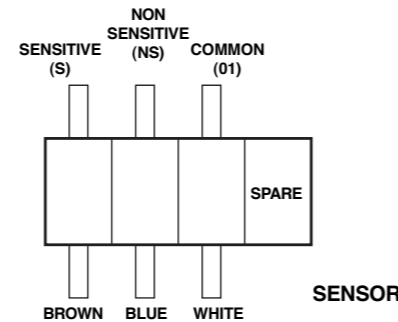 NON
SENSITIVE
(NS)
SENSITIVE
(S)
COMMON
(01)
SPARE
BROWN
BLUE
WHITE
SENSOR